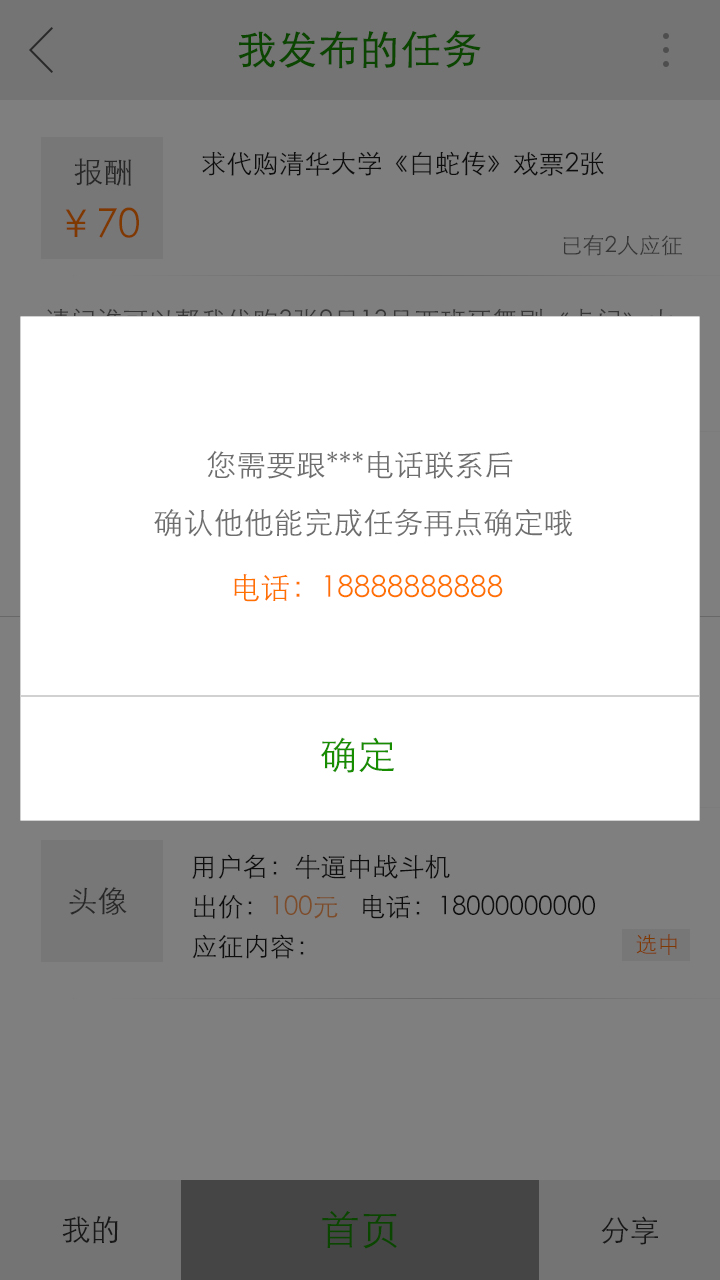 我发布的任务
报酬
¥70
求代购清华大学《白蛇传》戏票2张
已有2人应征
您需要跟***电话联系后
确认他他能完成任务再点确定哦
电话：18888888888
确定
头像
用户名：牛逼中战斗机
出价：100元 电话：18000000000
应征内容：
选中
我的
首页
分享